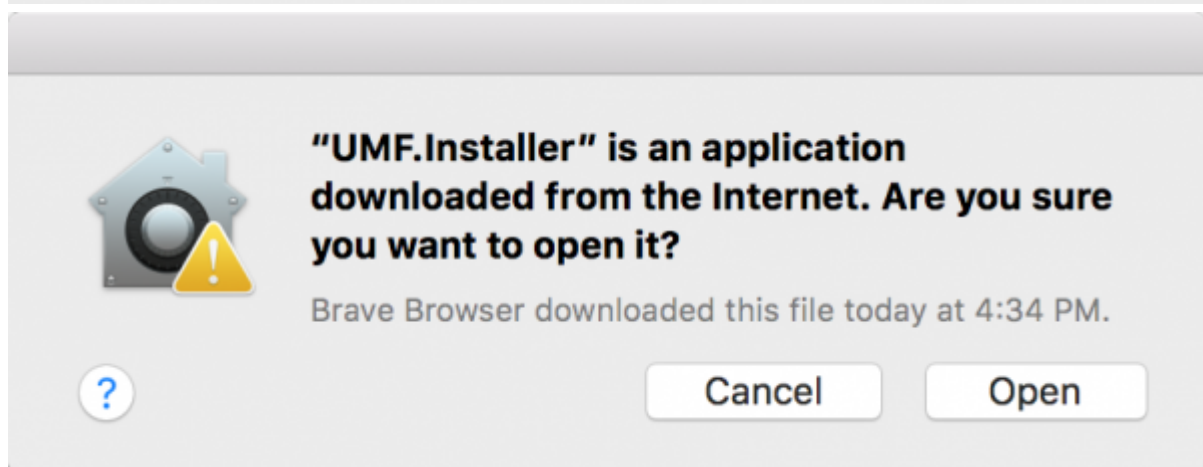 “UMF.Installer” is an application
downloaded from the Internet. Are you sure
you want to open it?
Brave Browser downloaded this file today at 4:34 PM.
?
Cancel
Open